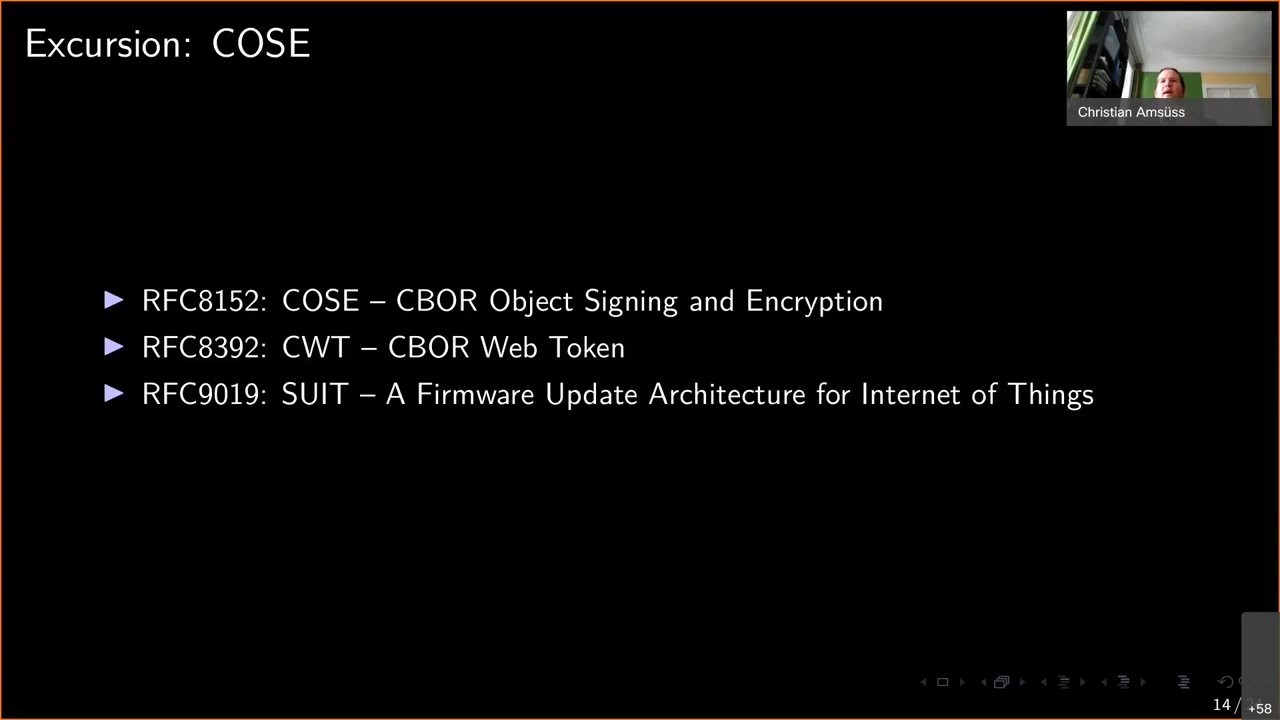 Excursion: COSE
Christian Amsüss
▶ RFC8152: COSE – CBOR Object Signing and Encryption
▶ RFC8392: CWT – CBOR Web Token
▶ RFC9019: SUIT – A Firmware Update Architecture for Internet of Things
14 /
+58